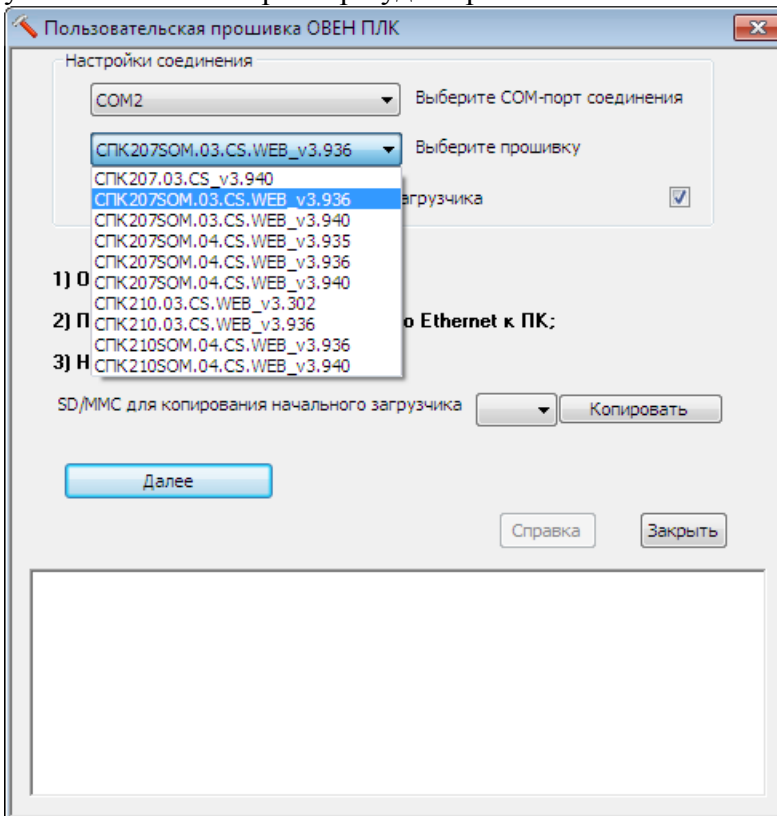 Пользовательская прошивка ОВЕН ПЛК
Настройки соединения
COM2 Выберите COM-порт соединения
СПК207SOM.03.CS.WEB_v3.936 Выберите прошивку
СПК207.03.CS_v3.940
СПК207SOM.03.CS.WEB_v3.936
СПК207SOM.03.CS.WEB_v3.940
СПК207SOM.04.CS.WEB_v3.935
СПК207SOM.04.CS.WEB_v3.936
СПК207SOM.04.CS.WEB_v3.940
СПК210.03.CS.WEB_v3.302
СПК210.03.CS.WEB_v3.936
СПК210SOM.04.CS.WEB_v3.936
СПК210SOM.04.CS.WEB_v3.940
агрузчика
1) О
2) П о Ethernet к ПК;
3) Н
SD/MMC для копирования начального загрузчика Копировать
Далее
Справка Закрыть